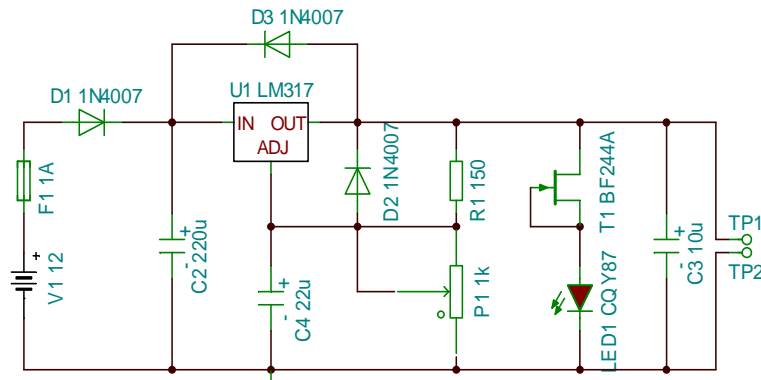 D3 1N4007
U1 LM317
D1 1N4007
IN OUT
ADJ
F1 1A
D2 1N4007
R1 150
T1 BF244A
V1 12
C2 220u
C4 22u
P1 1k
LED1 CQY87
C3 10u
TP1
TP2